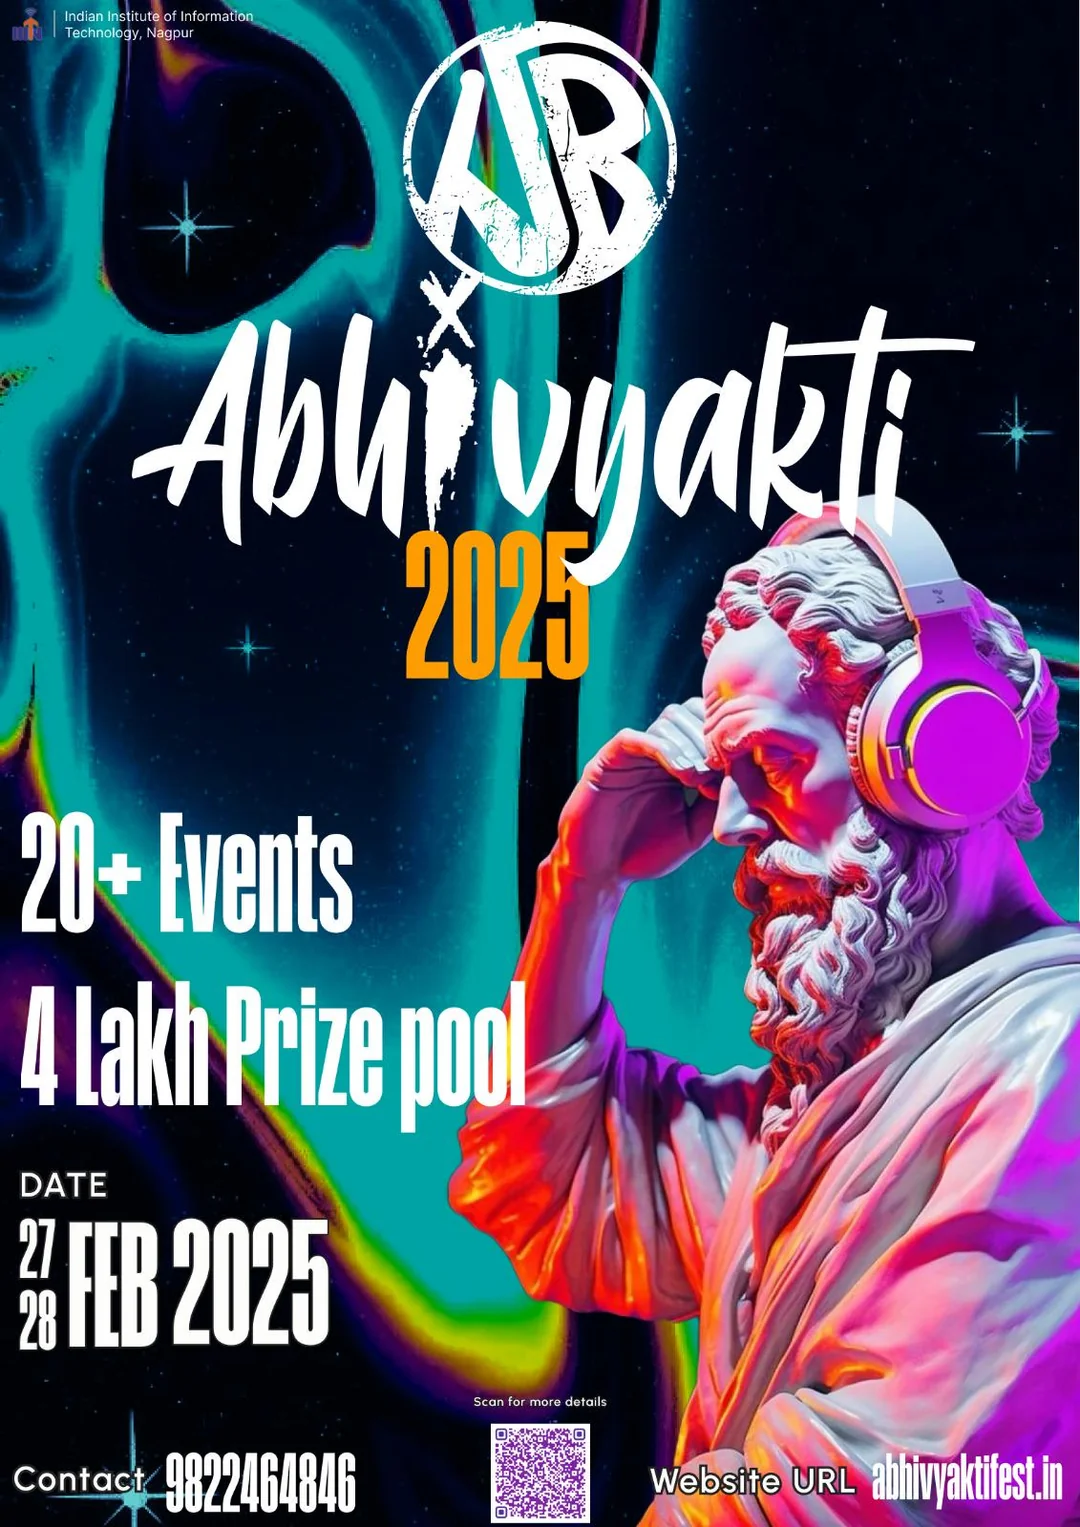 Indian Institute of Information
Technology, Nagpur
Abhivyakti
2025
20+ Events
4 Lakh Prize pool
DATE
27
28
FEB 2025
Scan for more details
Contact 9822464846
Website URL abhivyaktifest.in